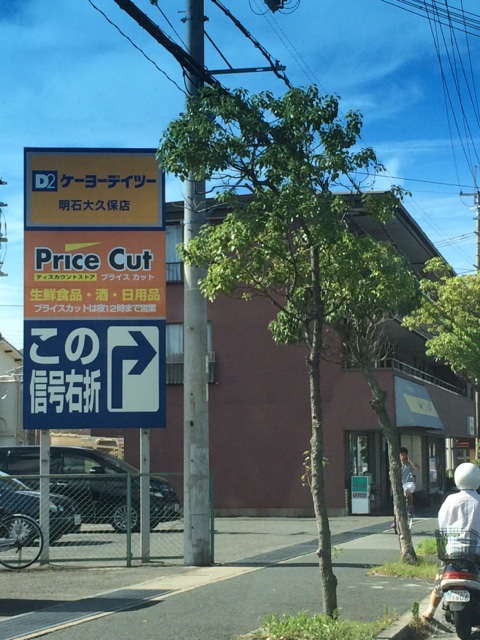 D2 ケーヨーデイツー
明石大久保店
Price Cut
ディスカウントストア プライス カット
生鮮食品・酒・日用品
プライスカットは夜12時まで営業
この
信号右折